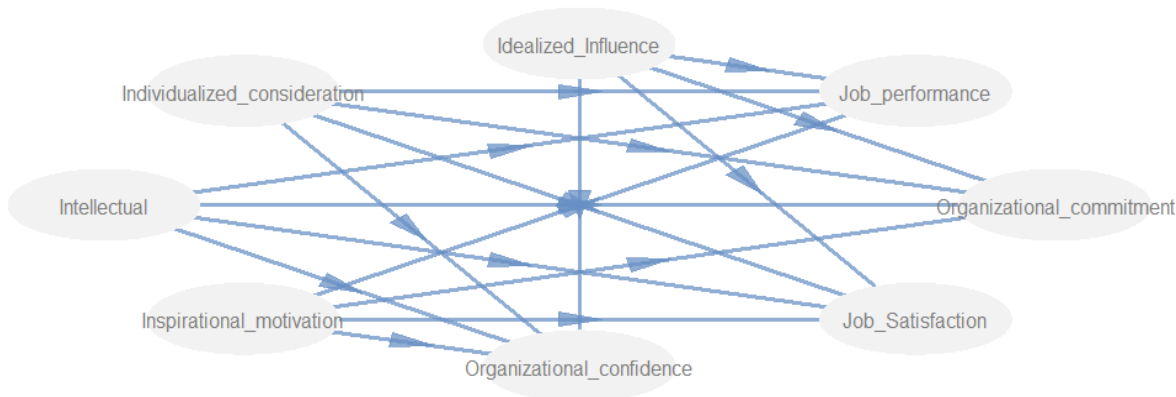 Idealized_Influence
Individualized_consideration
Job_performance
Intellectual
Organizational_commitment
Inspirational_motivation
Job_Satisfaction
Organizational_confidence